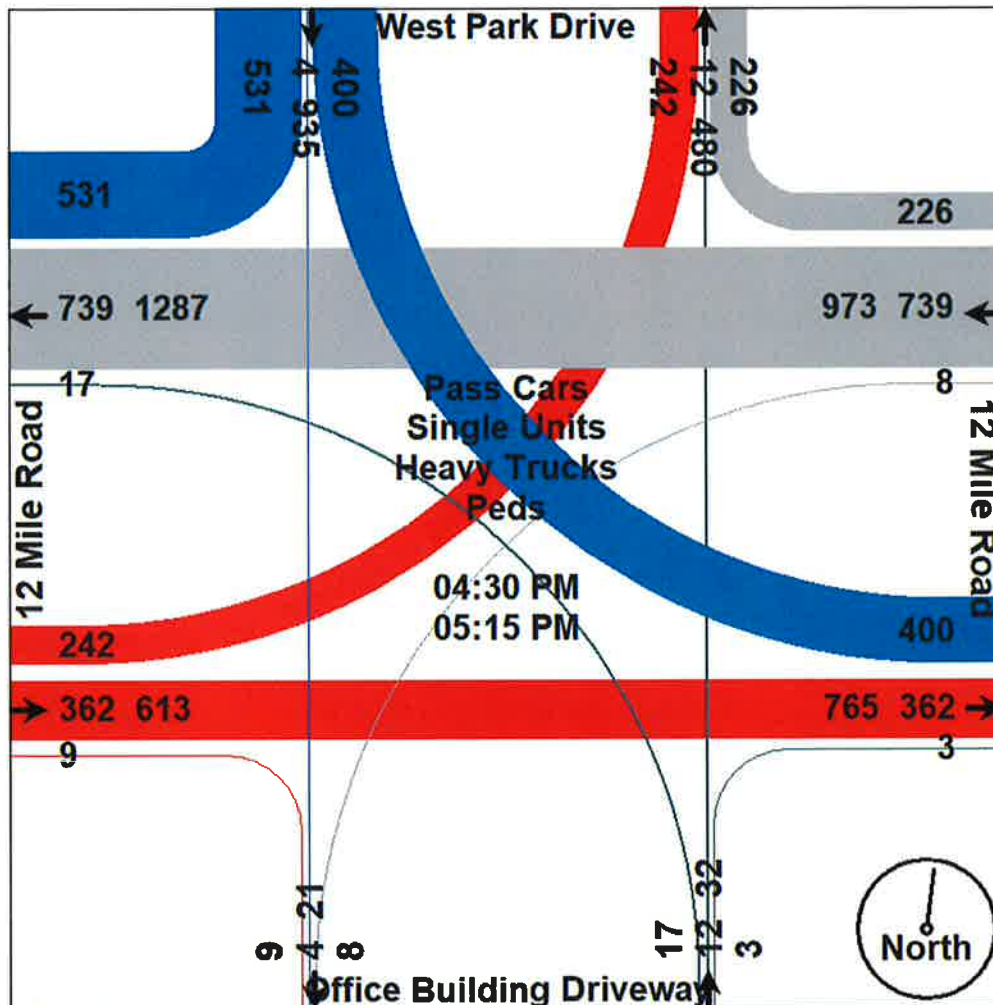 West Park Drive
531 4 935 400
242 12 480 226
531
226
739 1287
973 739
17
8
Pass Cars
Single Units
Heavy Trucks
Peds
12 Mile Road
12 Mile Road
04:30 PM
05:15 PM
242
400
362 613
765 362
9
3
9 4 21 8
17 12 32 3
North
Office Building Driveway